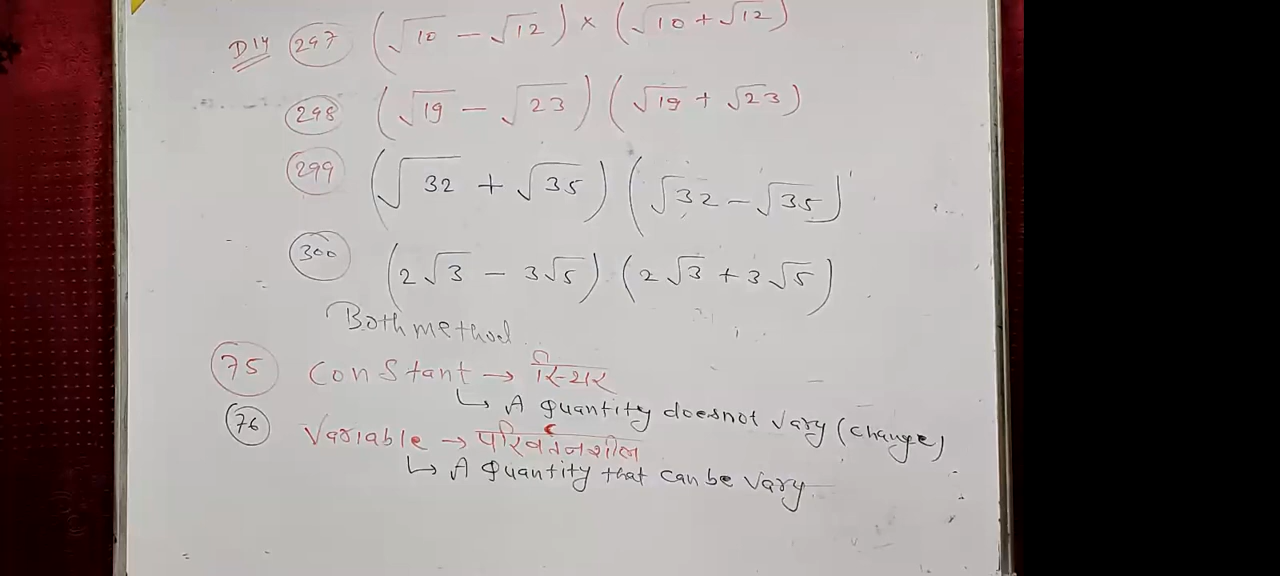 D14 297 (√10 - √12) × (√10 + √12)
298 (√19 - √23) (√19 + √23)
299 (√32 + √35) (√32 - √35)
300 (2√3 - 3√5) (2√3 + 3√5)
Both method
75 Constant → स्थिर
↳ A quantity doesnot vary (change)
76 Variable → परिवर्तनशील
↳ A quantity that can be vary